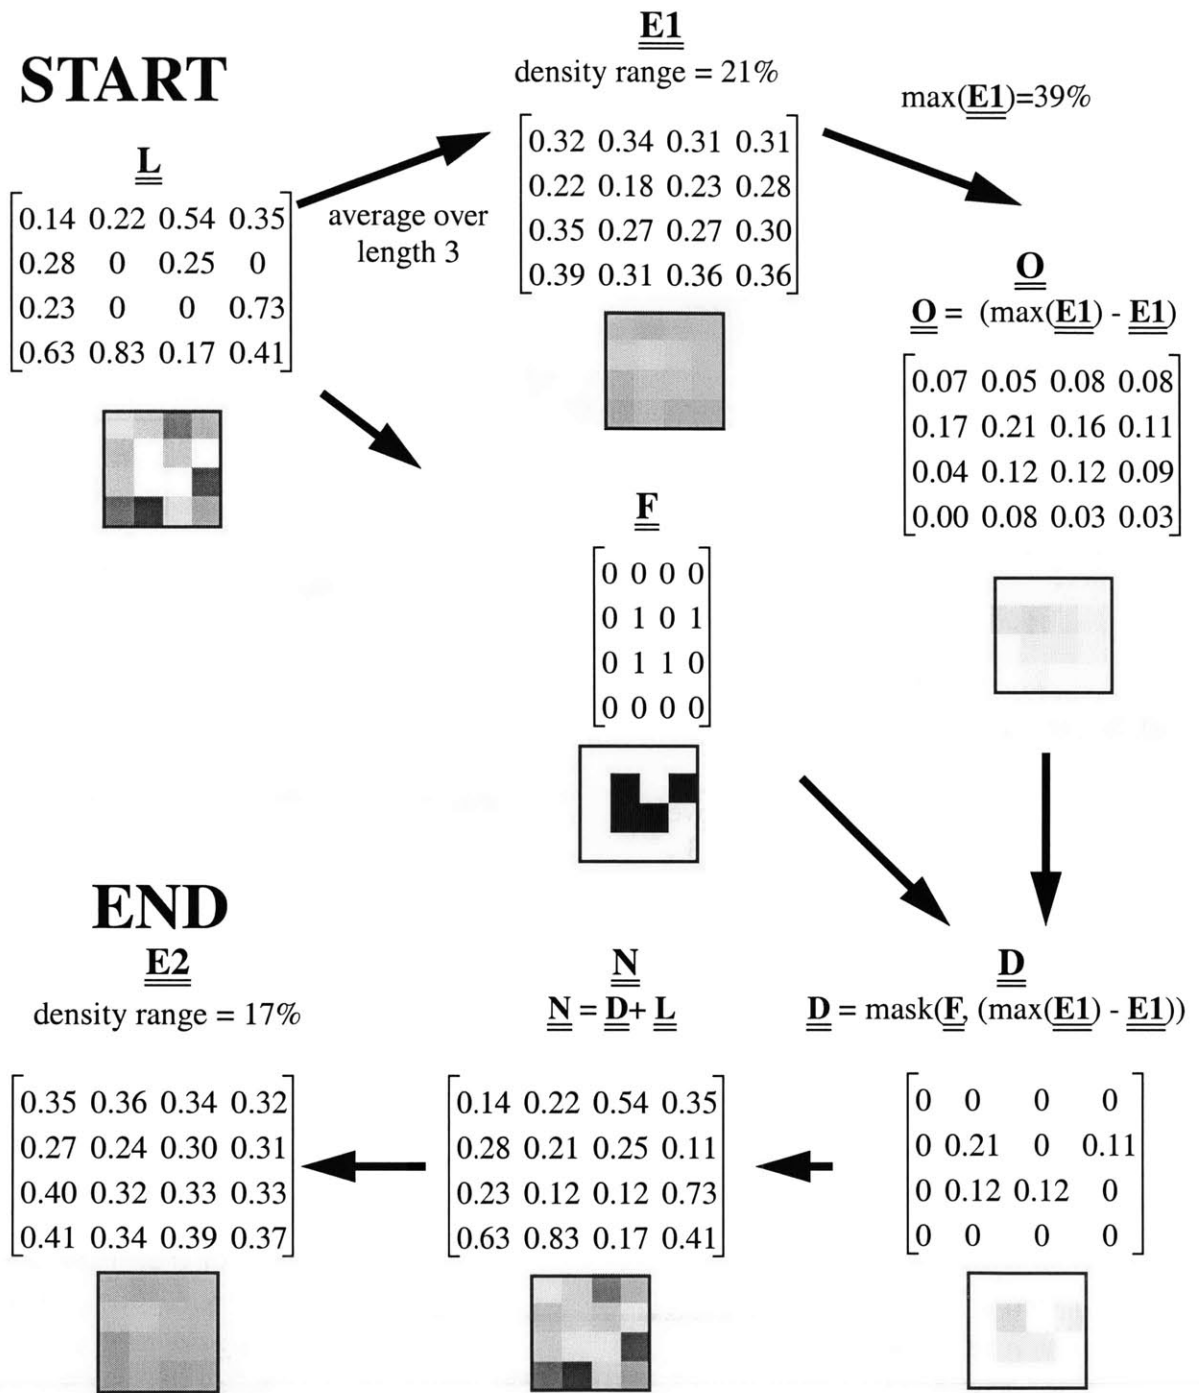 START
L
0.14 0.22 0.54 0.35
0.28 0 0.25 0
0.23 0 0 0.73
0.63 0.83 0.17 0.41
average over
length 3
E1
density range = 21%
0.32 0.34 0.31 0.31
0.22 0.18 0.23 0.28
0.35 0.27 0.27 0.30
0.39 0.31 0.36 0.36
max(E1)=39%
O
O = (max(E1) - E1)
0.07 0.05 0.08 0.08
0.17 0.21 0.16 0.11
0.04 0.12 0.12 0.09
0.00 0.08 0.03 0.03
F
0 0 0 0
0 1 0 1
0 1 1 0
0 0 0 0
D
D = mask(F, (max(E1) - E1))
0 0 0 0
0 0.21 0 0.11
0 0.12 0.12 0
0 0 0 0
N
N = D+ L
0.14 0.22 0.54 0.35
0.28 0.21 0.25 0.11
0.23 0.12 0.12 0.73
0.63 0.83 0.17 0.41
END
E2
density range = 17%
0.35 0.36 0.34 0.32
0.27 0.24 0.30 0.31
0.40 0.32 0.33 0.33
0.41 0.34 0.39 0.37